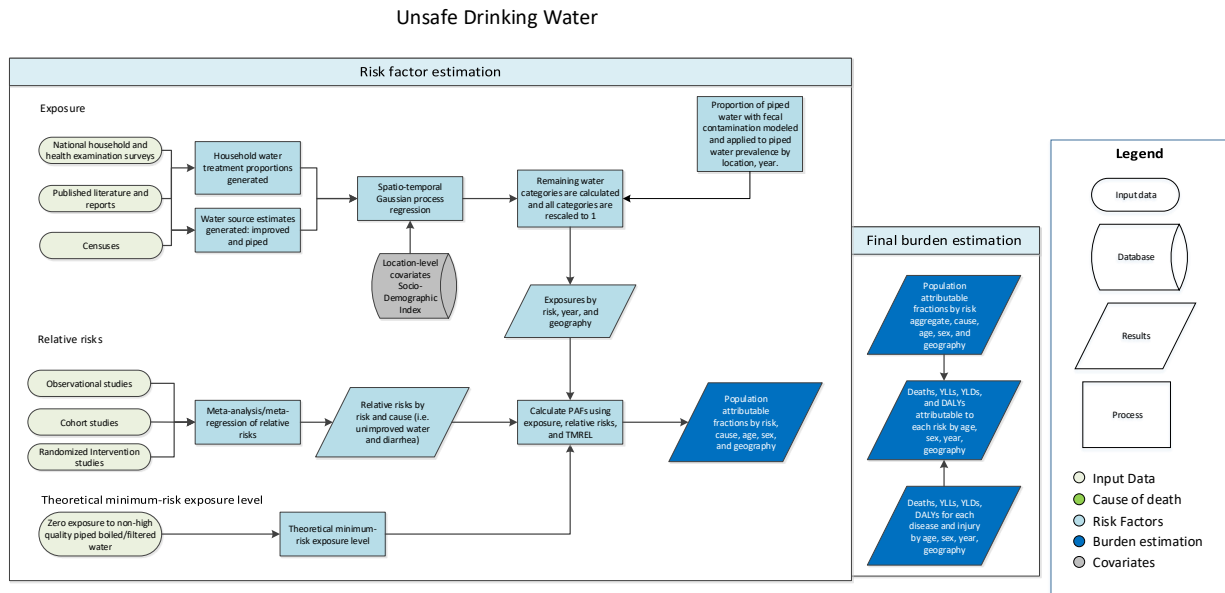 Unsafe Drinking Water
Risk factor estimation
Exposure
National household and
health examination surveys
Published literature and
reports
Censuses
Household water
treatment proportions
generated
Water source estimates
generated: improved and
piped
Spatio-temporal
Gaussian process
regression
Location-level
covariates
Socio-
Demographic
Index
Remaining water
categories are calculated
and all categories are
rescaled to 1
Proportion of piped
water with fecal
contamination modeled
and applied to piped
water prevalence by
location, year.
Exposures by
risk, year, and
geography
Relative risks
Observational studies
Cohort studies
Randomized Intervention
studies
Meta-analysis/meta-
regression of relative
risks
Relative risks by
risk and cause (i.e.
unimproved water
and diarrhea)
Calculate PAFs using
exposure, relative risks,
and TMREL
Population
attributable
fractions by risk,
cause, age, sex,
and geography
Theoretical minimum-risk exposure level
Zero exposure to non-high
quality piped boiled/filtered
water
Theoretical minimum-
risk exposure level
Final burden estimation
Population
attributable
fractions by risk
aggregate, cause,
age, sex, and
geography
Deaths, YLLs, YLDs,
and DALYs
attributable to
each risk by age,
sex, year,
geography
Deaths, YLLs, YLDs,
DALYs for each
disease and injury
by age, sex, year,
geography
Legend
Input data
Database
Results
Process
Input Data
Cause of death
Risk Factors
Burden estimation
Covariates